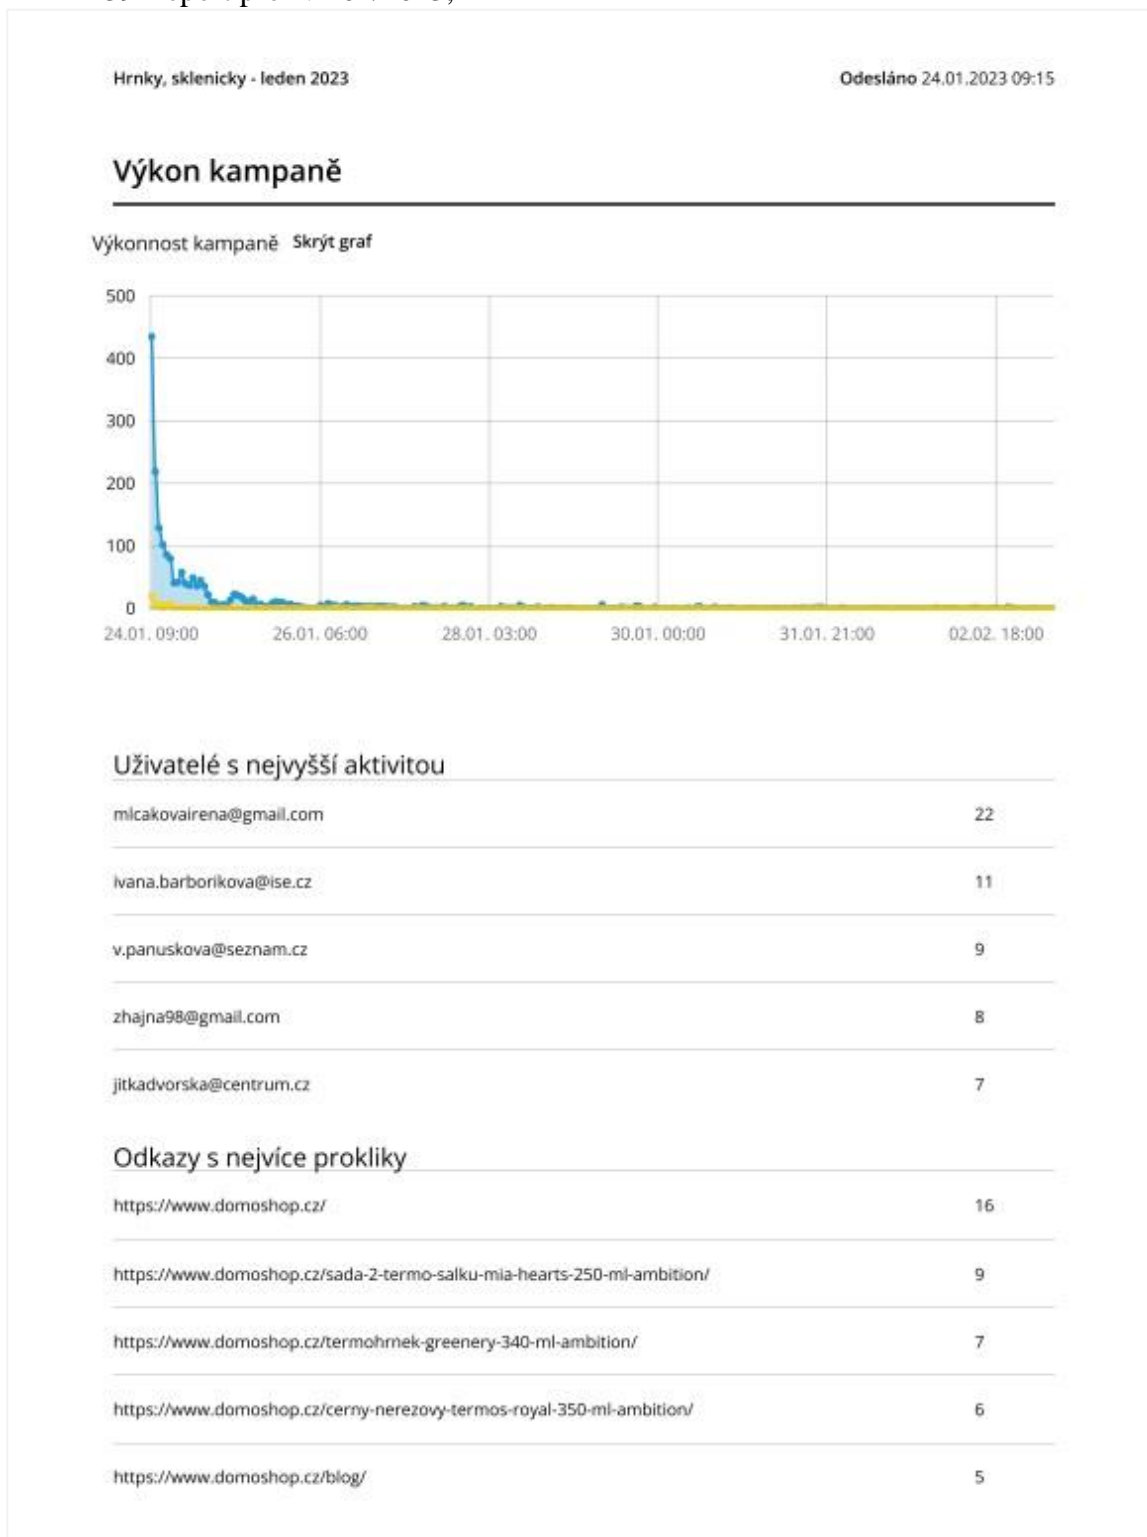 Hrnky, sklenicky - leden 2023 Odesláno 24.01.2023 09:15
Výkon kampaně
Výkonnost kampaně Skrýt graf
500
400
300
200
100
0
24.01. 09:00 26.01. 06:00 28.01. 03:00 30.01. 00:00 31.01. 21:00 02.02. 18:00
Uživatelé s nejvyšší aktivitou
mlcakovairena@gmail.com 22
ivana.barborikova@ise.cz 11
v.panuskova@seznam.cz 9
zhajna98@gmail.com 8
jitkadvorska@centrum.cz 7
Odkazy s nejvíce prokliky
https://www.domoshop.cz/ 16
https://www.domoshop.cz/sada-2-termo-salku-mia-hearts-250-ml-ambition/ 9
https://www.domoshop.cz/termohrnek-greenery-340-ml-ambition/ 7
https://www.domoshop.cz/cerny-nerezovy-termos-royal-350-ml-ambition/ 6
https://www.domoshop.cz/blog/ 5